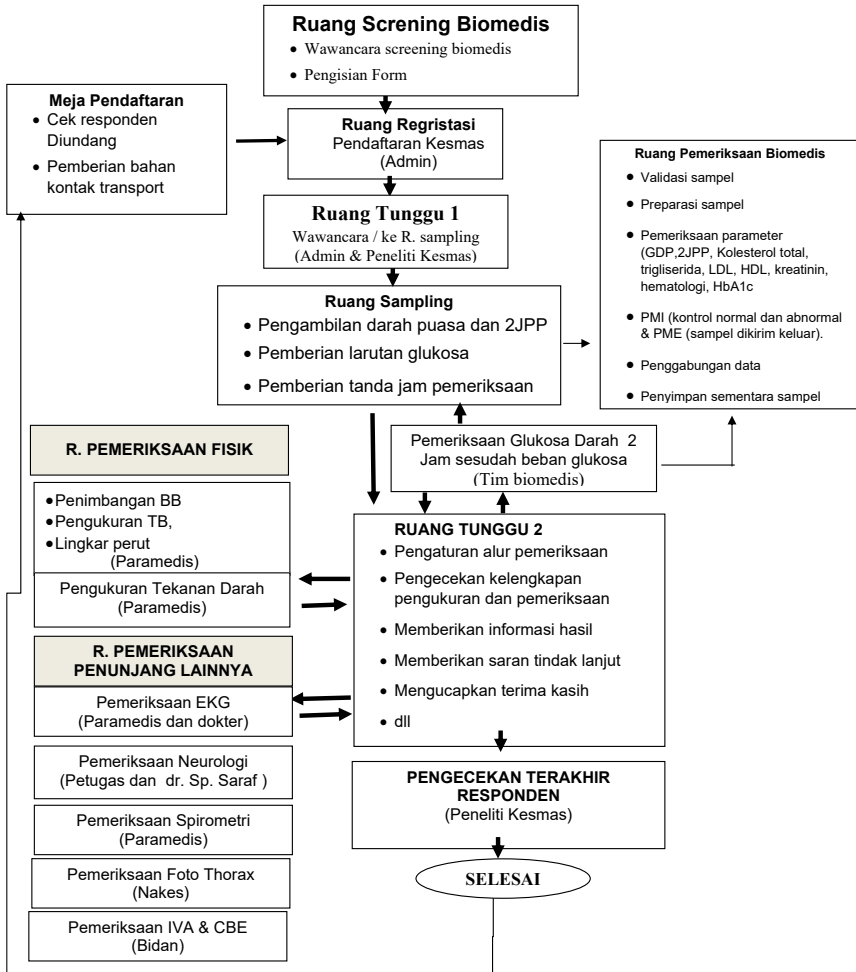 Ruang Screning Biomedis
• Wawancara screening biomedis
• Pengisian Form
Meja Pendaftaran
• Cek responden
Diundang
• Pemberian bahan
kontak transport
Ruang Regristasi
Pendaftaran Kesmas
(Admin)
Ruang Tunggu 1
Wawancara / ke R. sampling
(Admin & Peneliti Kesmas)
Ruang Sampling
• Pengambilan darah puasa dan 2JPP
• Pemberian larutan glukosa
• Pemberian tanda jam pemeriksaan
Ruang Pemeriksaan Biomedis
• Validasi sampel
• Preparasi sampel
• Pemeriksaan parameter
(GDP,2JPP, Kolesterol total,
trigliserida, LDL, HDL, kreatinin,
hematologi, HbA1c
• PMI (kontrol normal dan abnormal
& PME (sampel dikirim keluar).
• Penggabungan data
• Penyimpan sementara sampel
Pemeriksaan Glukosa Darah 2
Jam sesudah beban glukosa
(Tim biomedis)
R. PEMERIKSAAN FISIK
•Penimbangan BB
•Pengukuran TB,
•Lingkar perut
(Paramedis)
Pengukuran Tekanan Darah
(Paramedis)
RUANG TUNGGU 2
• Pengaturan alur pemeriksaan
• Pengecekan kelengkapan
pengukuran dan pemeriksaan
• Memberikan informasi hasil
• Memberikan saran tindak lanjut
• Mengucapkan terima kasih
• dll
R. PEMERIKSAAN
PENUNJANG LAINNYA
Pemeriksaan EKG
(Paramedis dan dokter)
Pemeriksaan Neurologi
(Petugas dan dr. Sp. Saraf )
Pemeriksaan Spirometri
(Paramedis)
Pemeriksaan Foto Thorax
(Nakes)
Pemeriksaan IVA & CBE
(Bidan)
PENGECEKAN TERAKHIR
RESPONDEN
(Peneliti Kesmas)
SELESAI